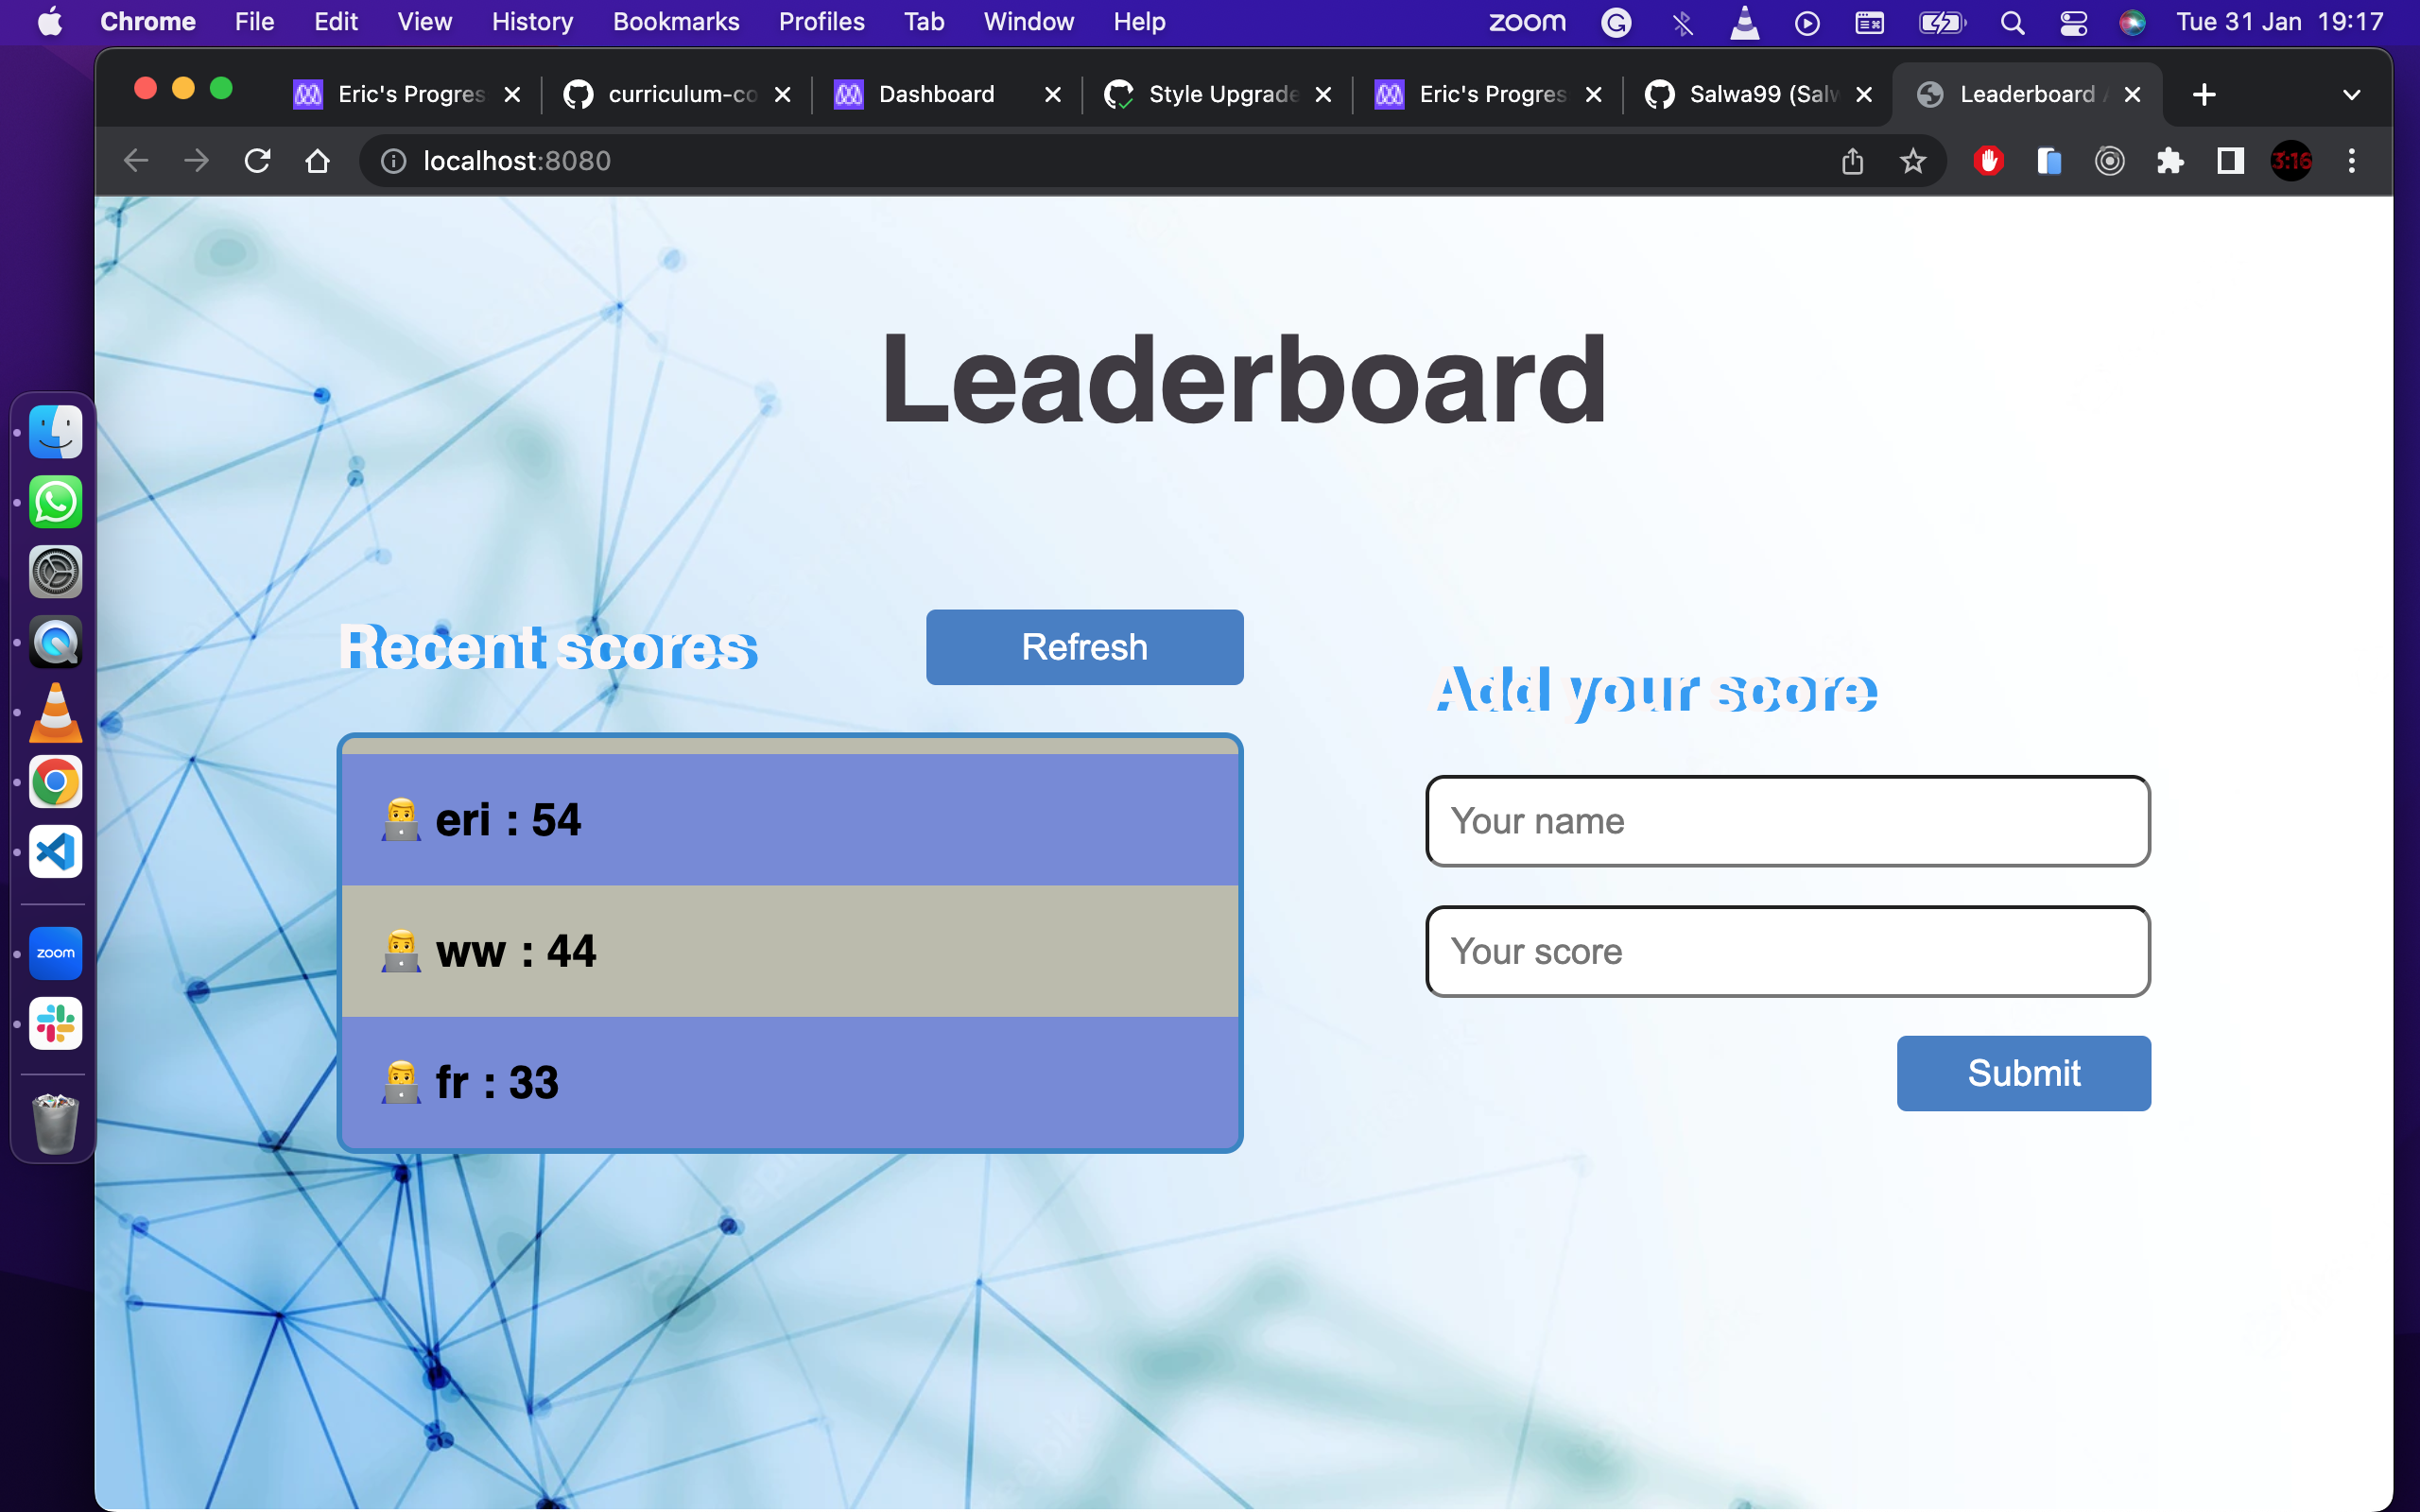 Chrome File Edit View History Bookmarks Profiles Tab Window Help zoom Tue 31 Jan 19:17
Eric's Progres curriculum-co Dashboard Style Upgrade Eric's Progres Salwa99 (Salw Leaderboard
localhost:8080 3:16
Leaderboard
Recent scores
Refresh
eri : 54
ww : 44
fr : 33
Add your score
Your name
Your score
Submit
zoom